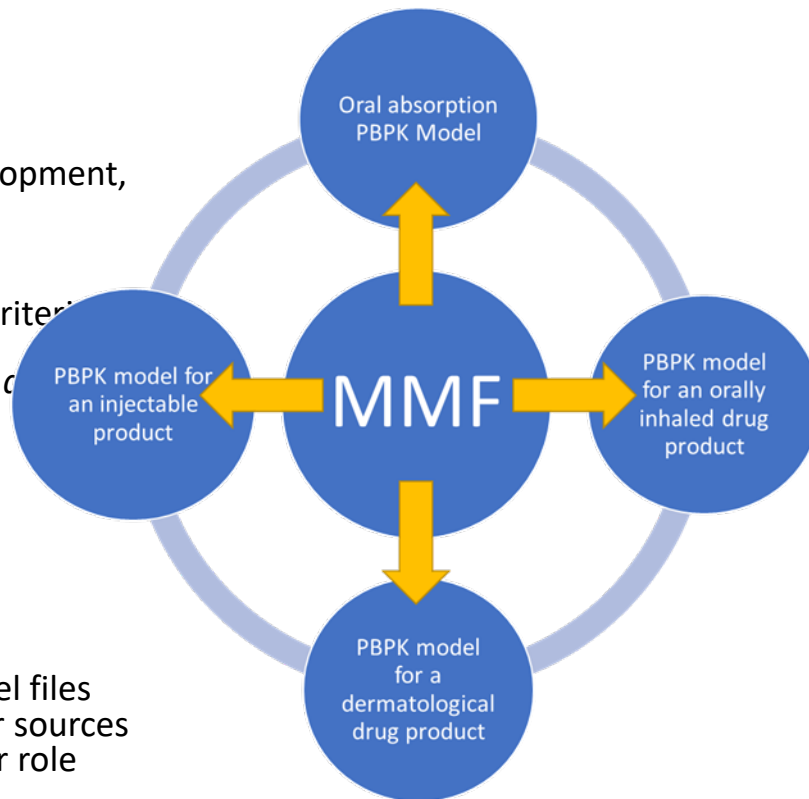 Oral absorption
PBPK Model
opment,
riteri
PBPK model for
an injectable
product
MMF
PBPK model
for an orally
inhaled drug
product
PBPK model
for a
dermatological
drug product
el files
r sources
r role